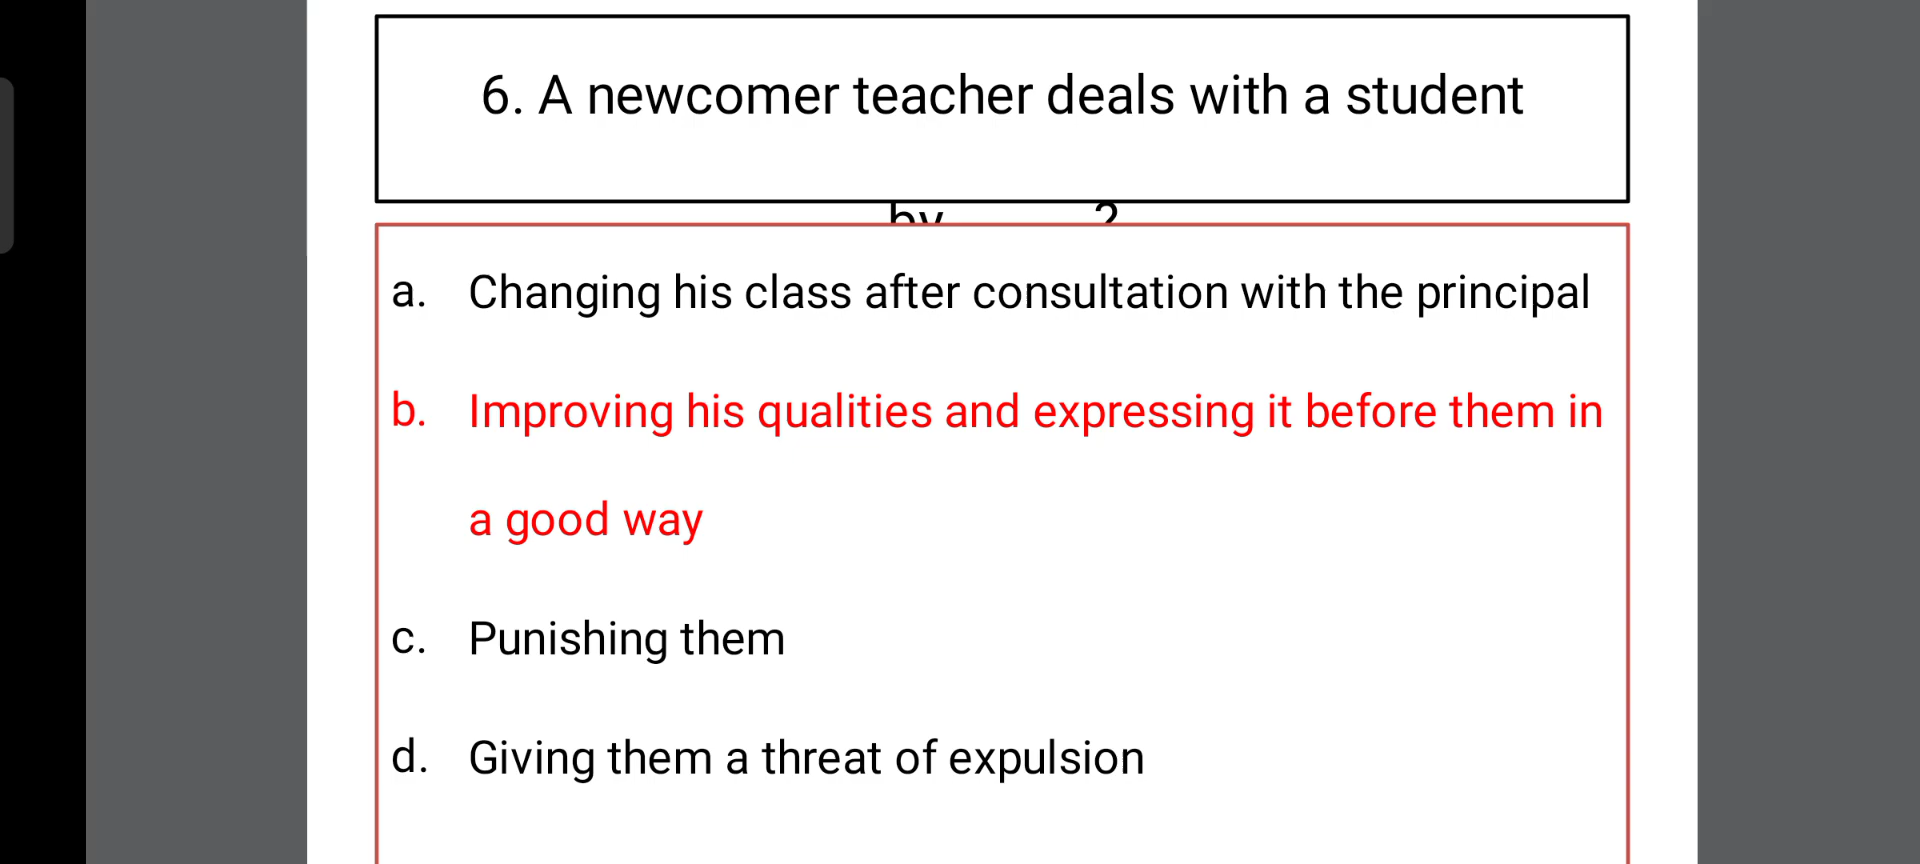 6. A newcomer teacher deals with a student
by ?
a. Changing his class after consultation with the principal
b. Improving his qualities and expressing it before them in
a good way
c. Punishing them
d. Giving them a threat of expulsion